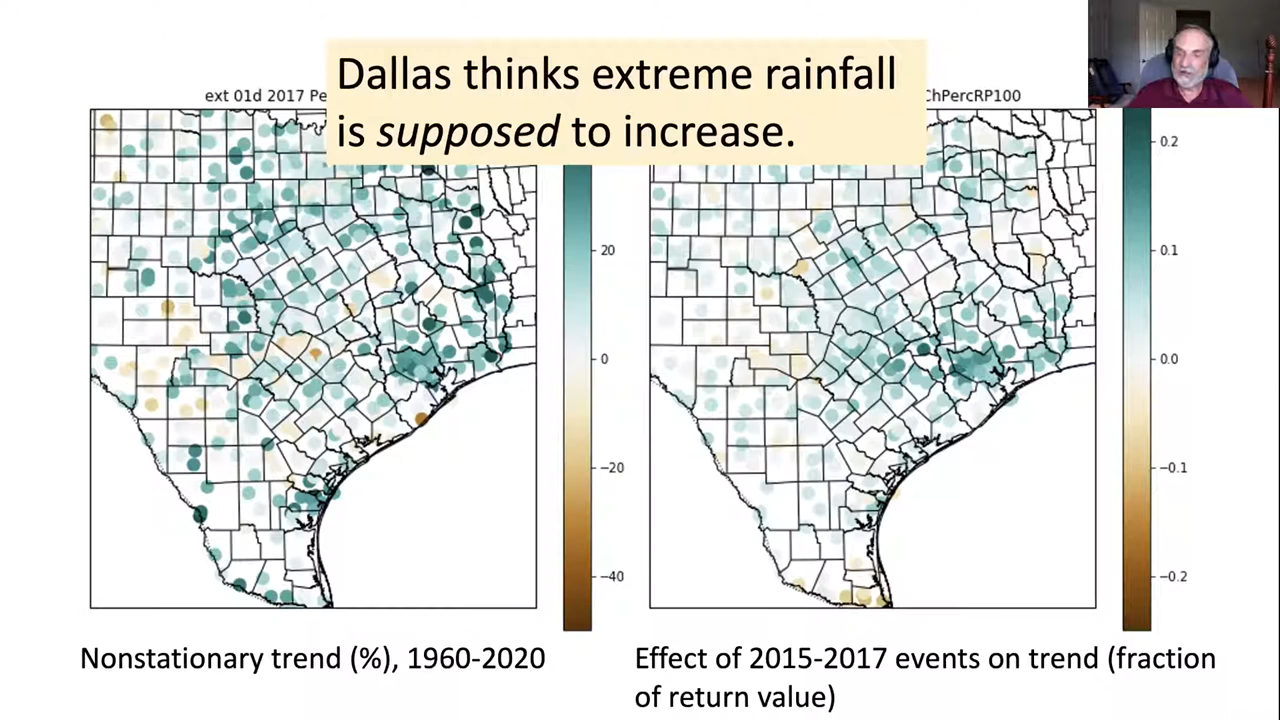 Dallas thinks extreme rainfall
is supposed to increase.
ext 01d 2017 Pe
ChPercRP100
20
0
−20
−40
0.2
0.1
0.0
−0.1
−0.2
Nonstationary trend (%), 1960-2020
Effect of 2015-2017 events on trend (fraction
of return value)